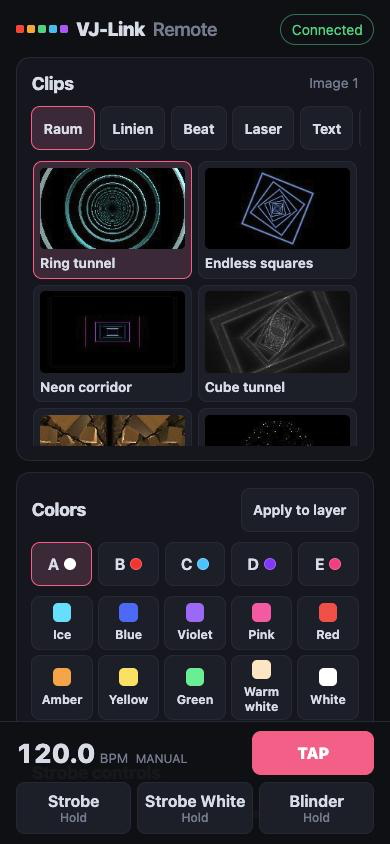 VJ-Link Remote
Connected
Clips
Image 1
Raum
Linien
Beat
Laser
Text
Ring tunnel
Endless squares
Neon corridor
Cube tunnel
Colors
Apply to layer
A
B
C
D
E
Ice
Blue
Violet
Pink
Red
Amber
Yellow
Green
Warm
white
White
120.0 BPM MANUAL
TAP
Strobe controls
Strobe
Hold
Strobe White
Hold
Blinder
Hold